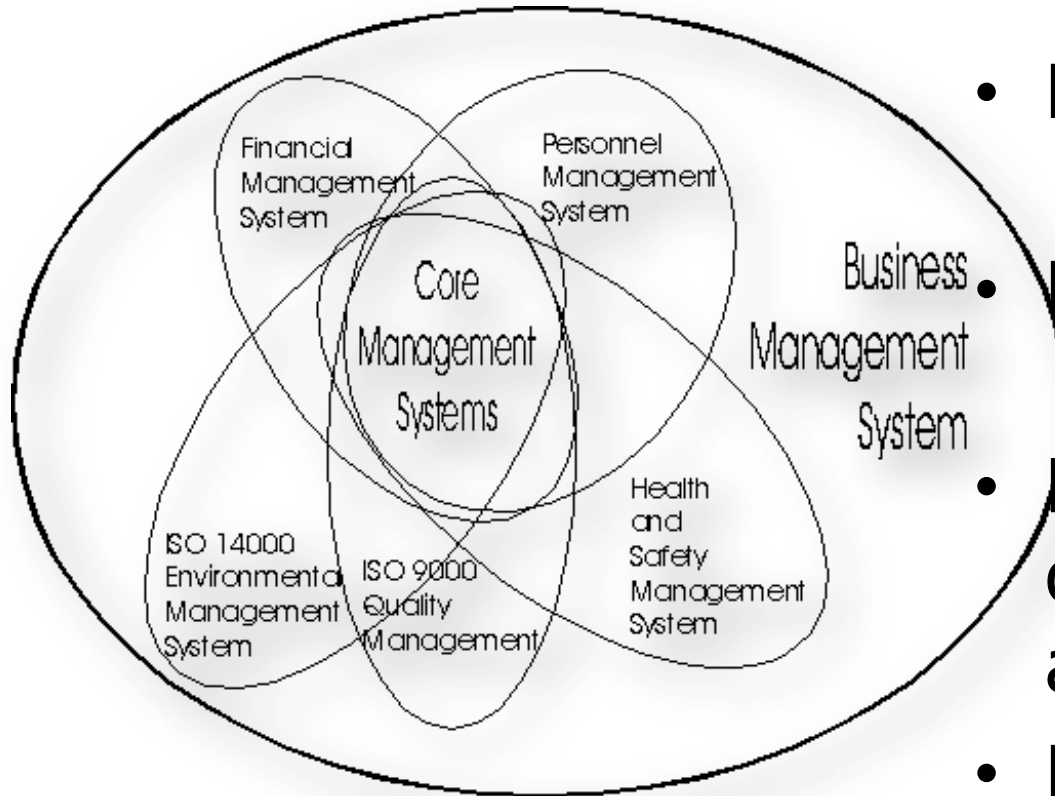 Financial
Management
System
Personnel
Management
System
Core
Management
Systems
Business
Management
System
Health
and
Safety
Management
System
ISO 14000
Environmental
Management
System
ISO 9000
Quality
Management